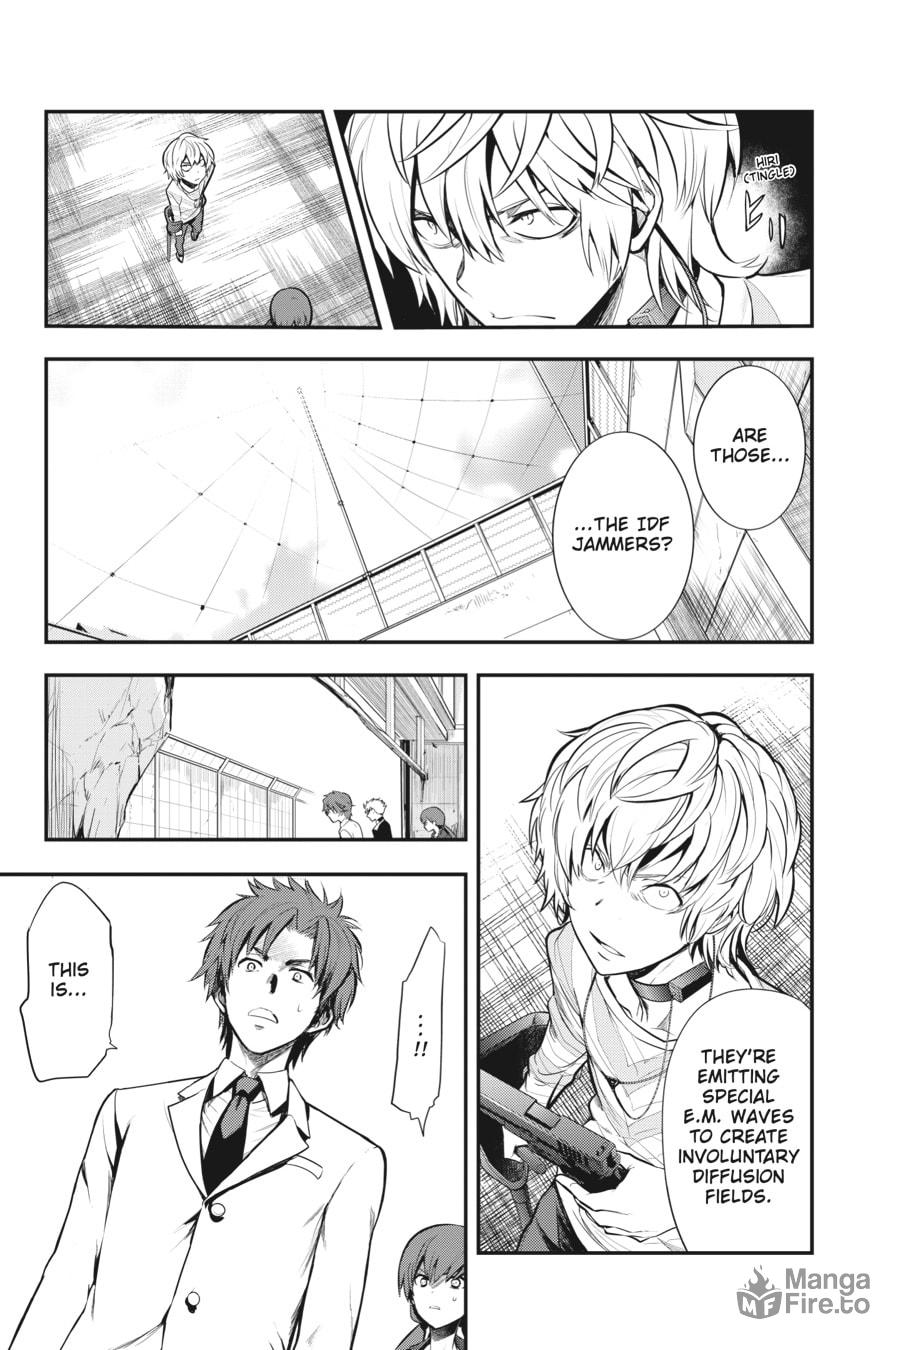 HIRI
(TINGLE)
ARE
THOSE...
...THE IDF
JAMMERS?
THEY'RE
EMITTING
SPECIAL
E.M. WAVES
TO CREATE
INVOLUNTARY
DIFFUSION
FIELDS.
...!!
THIS
IS...
Manga
Fire.to
MF